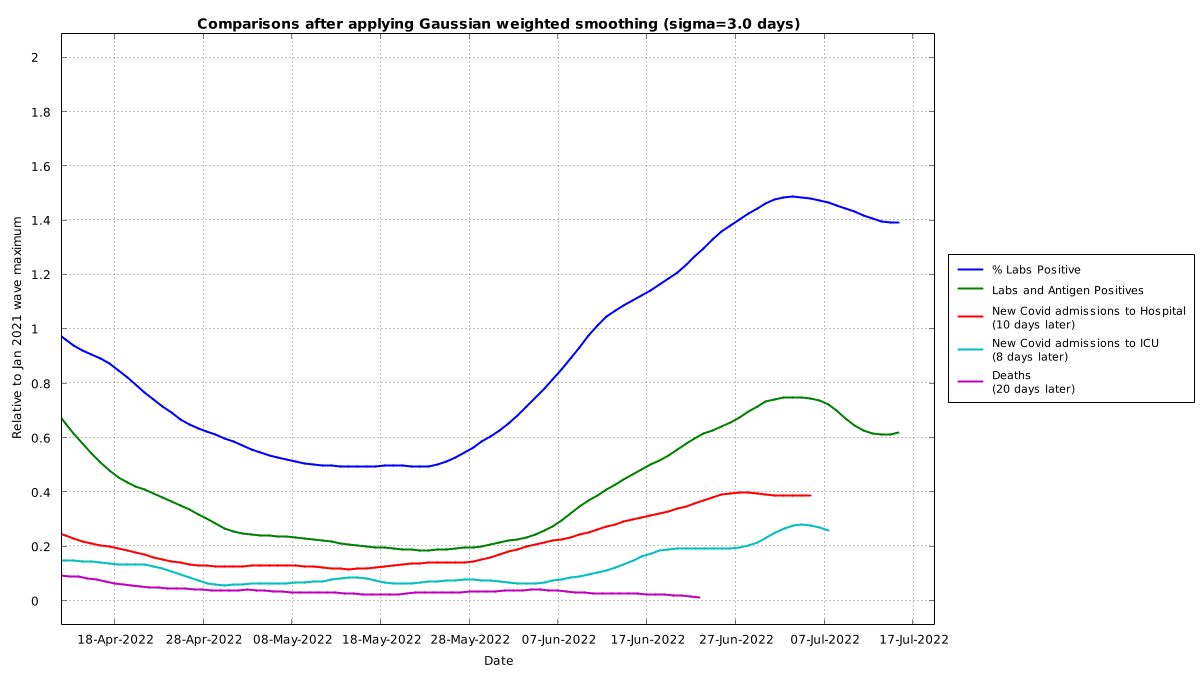 Comparisons after applying Gaussian weighted smoothing (sigma=3.0 days)
Relative to Jan 2021 wave maximum
2
1.8
1.6
1.4
1.2
1
0.8
0.6
0.4
0.2
0
18-Apr-2022 28-Apr-2022 08-May-2022 18-May-2022 28-May-2022 07-Jun-2022 17-Jun-2022 27-Jun-2022 07-Jul-2022 17-Jul-2022
Date
% Labs Positive
Labs and Antigen Positives
New Covid admissions to Hospital
(10 days later)
New Covid admissions to ICU
(8 days later)
Deaths
(20 days later)